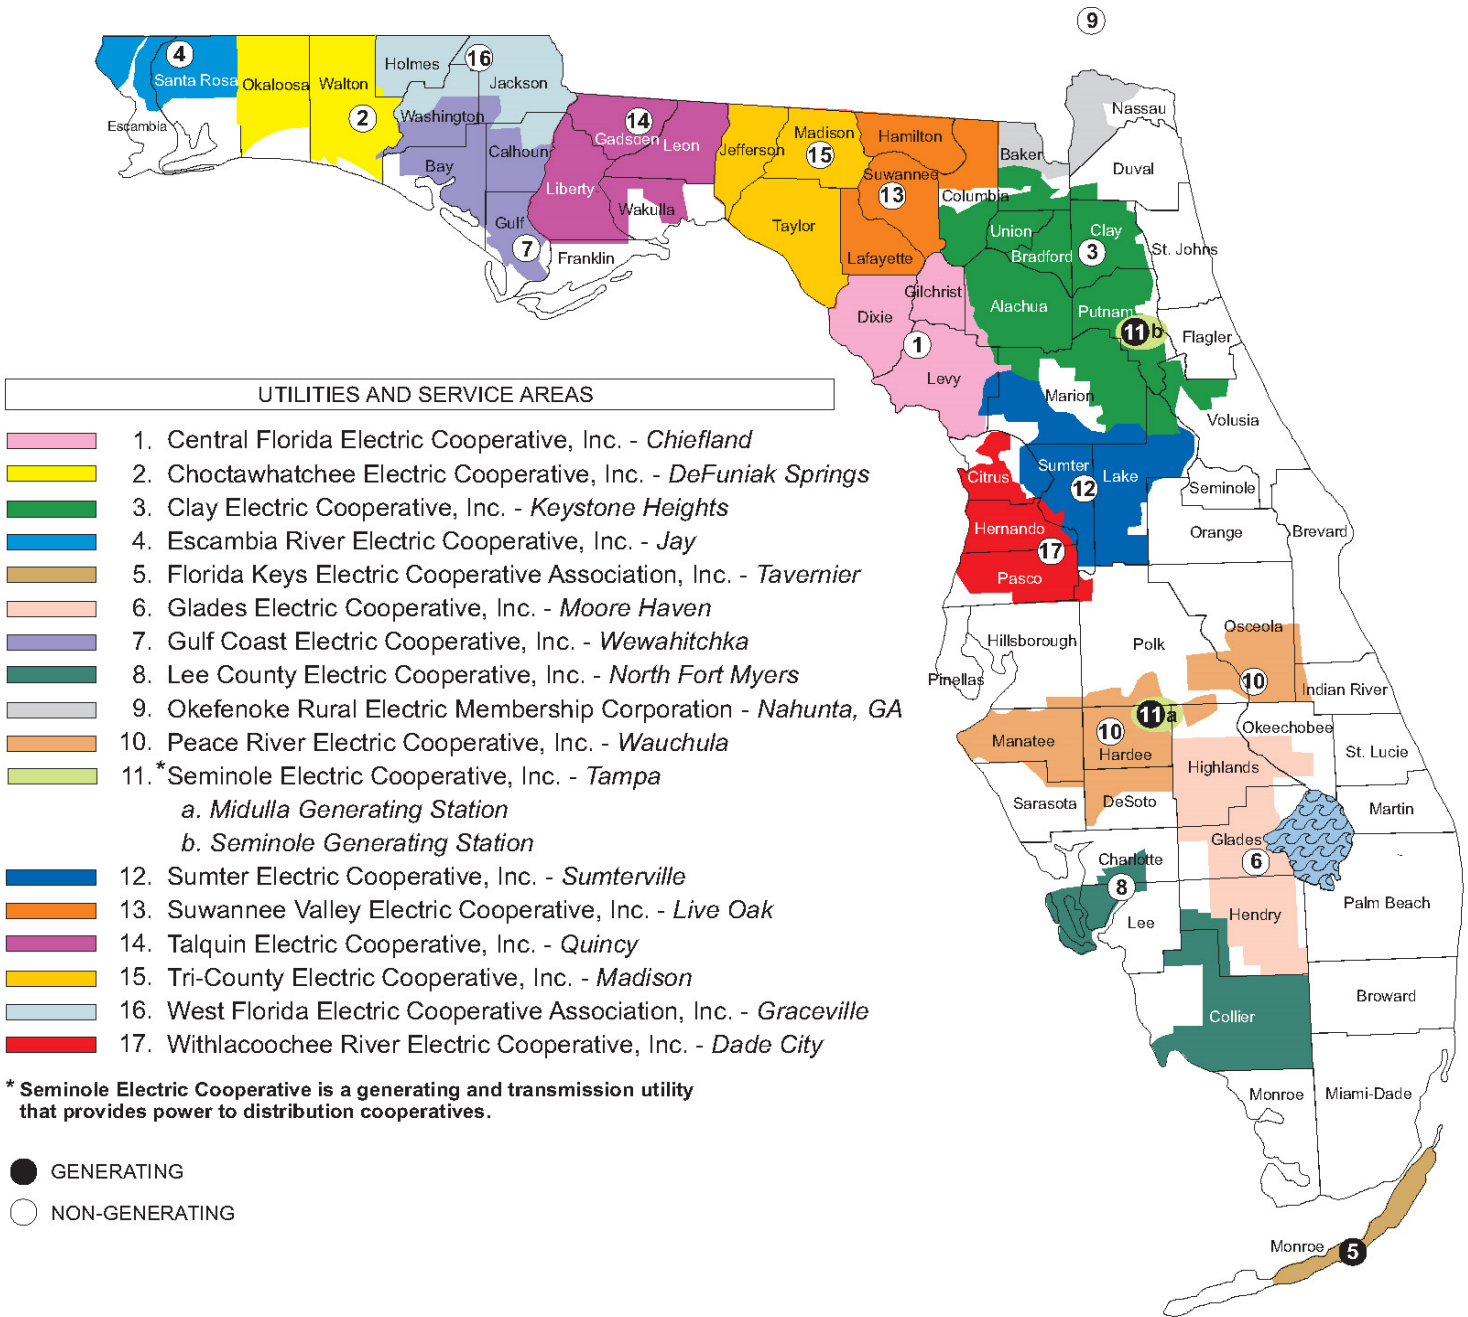 9
4
16
Holmes
Santa Rosa
Okaloosa
Walton
Jackson
Nassau
2
Washington
14
Escambia
Gadsden
Leon
Madison
Hamilton
Jefferson
15
Baker
Duval
Bay
Calhoun
Suwannee
Liberty
13
Columbia
Wakulla
Gulf
Taylor
Union
Clay
7
Franklin
Lafayette
Bradford
3
St. Johns
Gilchrist
Dixie
Alachua
Putnam
11 b
Flagler
1
Levy
Marion
Volusia
UTILITIES AND SERVICE AREAS
1. Central Florida Electric Cooperative, Inc. - Chiefland
2. Choctawhatchee Electric Cooperative, Inc. - DeFuniak Springs
3. Clay Electric Cooperative, Inc. - Keystone Heights
4. Escambia River Electric Cooperative, Inc. - Jay
5. Florida Keys Electric Cooperative Association, Inc. - Tavernier
6. Glades Electric Cooperative, Inc. - Moore Haven
7. Gulf Coast Electric Cooperative, Inc. - Wewahitchka
8. Lee County Electric Cooperative, Inc. - North Fort Myers
9. Okefenoke Rural Electric Membership Corporation - Nahunta, GA
10. Peace River Electric Cooperative, Inc. - Wauchula
11.*Seminole Electric Cooperative, Inc. - Tampa
a. Midulla Generating Station
b. Seminole Generating Station
12. Sumter Electric Cooperative, Inc. - Sumterville
13. Suwannee Valley Electric Cooperative, Inc. - Live Oak
14. Talquin Electric Cooperative, Inc. - Quincy
15. Tri-County Electric Cooperative, Inc. - Madison
16. West Florida Electric Cooperative Association, Inc. - Graceville
17. Withlacoochee River Electric Cooperative, Inc. - Dade City
* Seminole Electric Cooperative is a generating and transmission utility
that provides power to distribution cooperatives.
GENERATING
NON-GENERATING
Citrus
Sumter
Lake
12
Seminole
Hernando
Orange
Brevard
17
Pasco
Hillsborough
Polk
Osceola
Pinellas
10
Indian River
11 a
Manatee
10
Hardee
Okeechobee
St. Lucie
Highlands
Sarasota
DeSoto
Martin
Glades
Charlotte
6
8
Lee
Hendry
Palm Beach
Collier
Broward
Monroe
Miami-Dade
Monroe
5